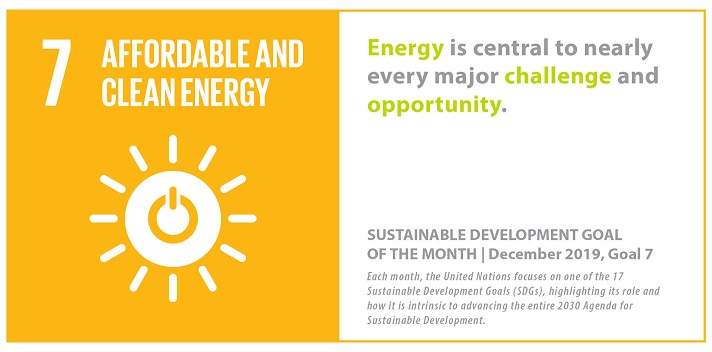 7
AFFORDABLE AND
CLEAN ENERGY
Energy is central to nearly
every major challenge and
opportunity.
SUSTAINABLE DEVELOPMENT GOAL
OF THE MONTH | December 2019, Goal 7
Each month, the United Nations focuses on one of the 17
Sustainable Development Goals (SDGs), highlighting its role and
how it is intrinsic to advancing the entire 2030 Agenda for
Sustainable Development.